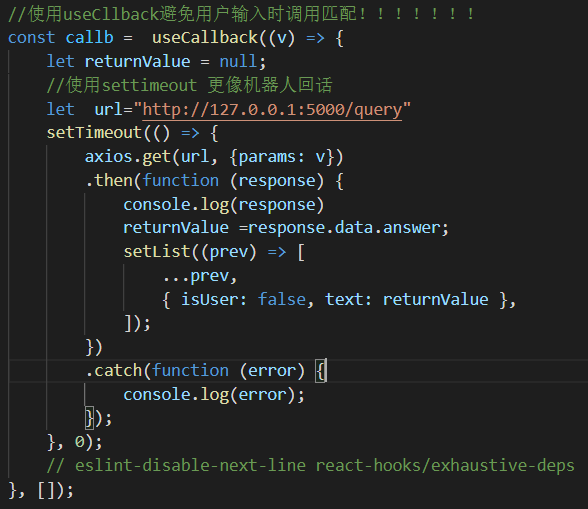 //使用useCllback避免用户输入时调用匹配！！！！！！！
const callb =  useCallback((v) => {
    let returnValue = null;
    //使用settimeout 更像机器人回话
    let  url="http://127.0.0.1:5000/query"
    setTimeout(() => {
        axios.get(url, {params: v})
        .then(function (response) {
            console.log(response)
            returnValue =response.data.answer;
            setList((prev) => [
                ...prev,
                { isUser: false, text: returnValue },
            ]);
        })
        .catch(function (error) {
            console.log(error);
        });
    }, 0);
    // eslint-disable-next-line react-hooks/exhaustive-deps
}, []);